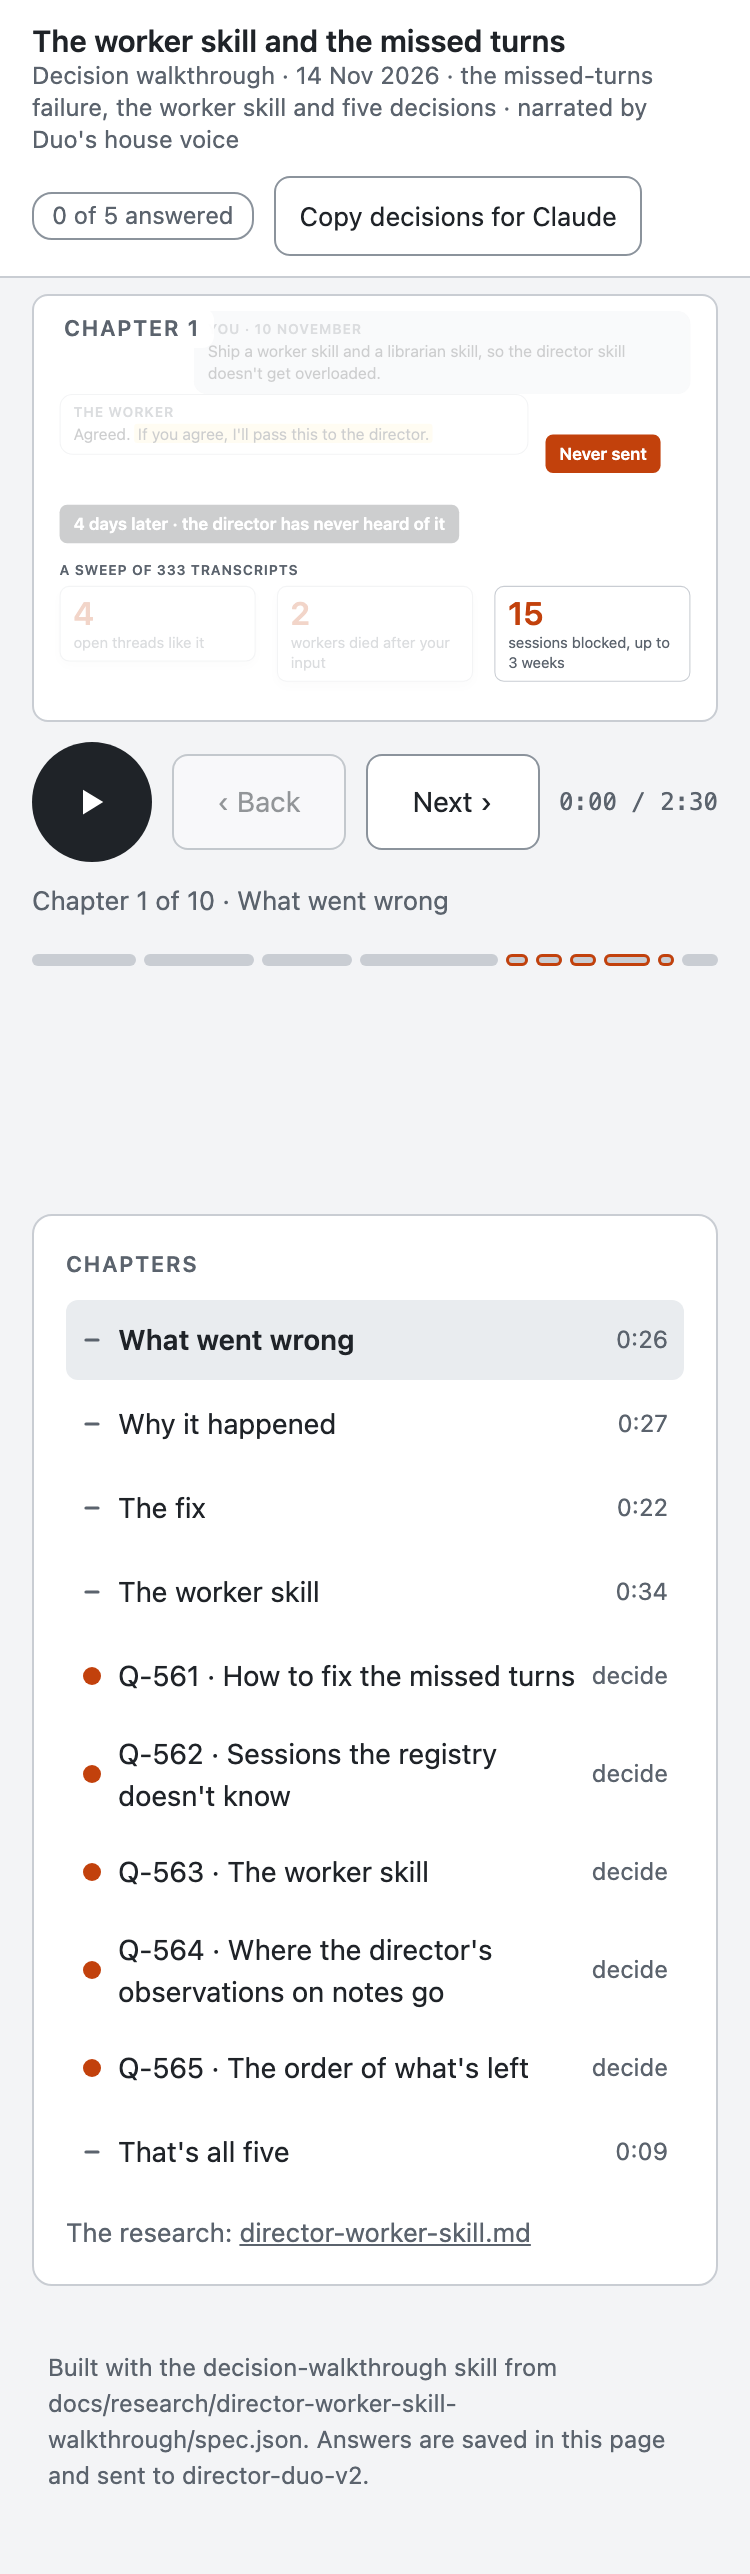 The worker skill and the missed turns
Decision walkthrough · 14 Nov 2026 · the missed-turns
failure, the worker skill and five decisions · narrated by
Duo's house voice
0 of 5 answered
Copy decisions for Claude
CHAPTER 1
YOU · 10 NOVEMBER
Ship a worker skill and a librarian skill, so the director skill
doesn't get overloaded.
THE WORKER
Agreed. If you agree, I'll pass this to the director.
Never sent
4 days later · the director has never heard of it
A SWEEP OF 333 TRANSCRIPTS
4
open threads like it
2
workers died after your
input
15
sessions blocked, up to
3 weeks
‹ Back
Next ›
0:00 / 2:30
Chapter 1 of 10 · What went wrong
CHAPTERS
– What went wrong 0:26
– Why it happened 0:27
– The fix 0:22
– The worker skill 0:34
Q-561 · How to fix the missed turns decide
Q-562 · Sessions the registry
doesn't know
decide
Q-563 · The worker skill decide
Q-564 · Where the director's
observations on notes go
decide
Q-565 · The order of what's left decide
– That's all five 0:09
The research: director-worker-skill.md
Built with the decision-walkthrough skill from
docs/research/director-worker-skill-
walkthrough/spec.json. Answers are saved in this page
and sent to director-duo-v2.